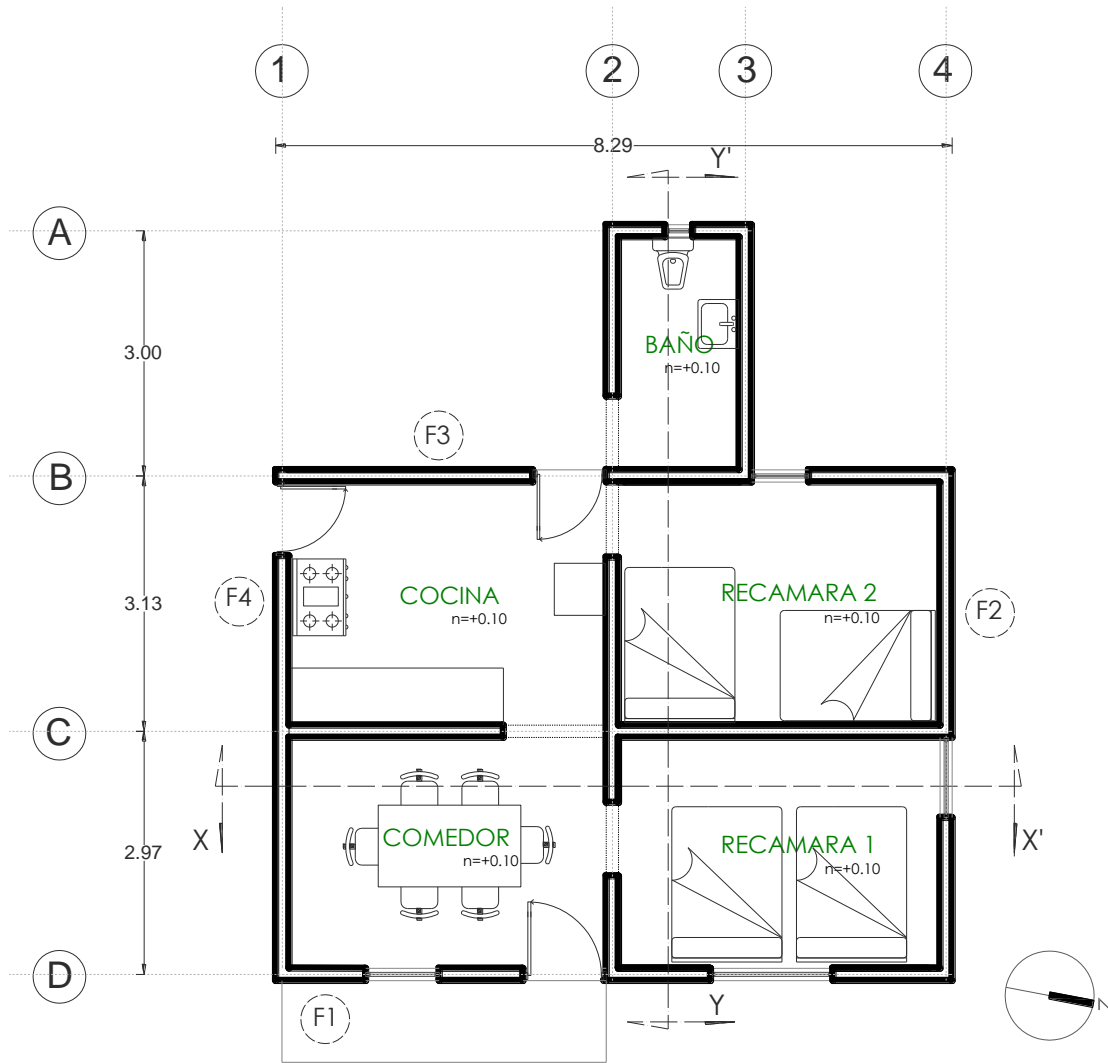 1
2
3
4
8.29
Y'
A
3.00
BAÑO
n=+0.10
F3
B
3.13
F4
COCINA
n=+0.10
RECAMARA 2
n=+0.10
F2
C
2.97
X
COMEDOR
n=+0.10
RECAMARA 1
n=+0.10
X'
D
F1
Y
N